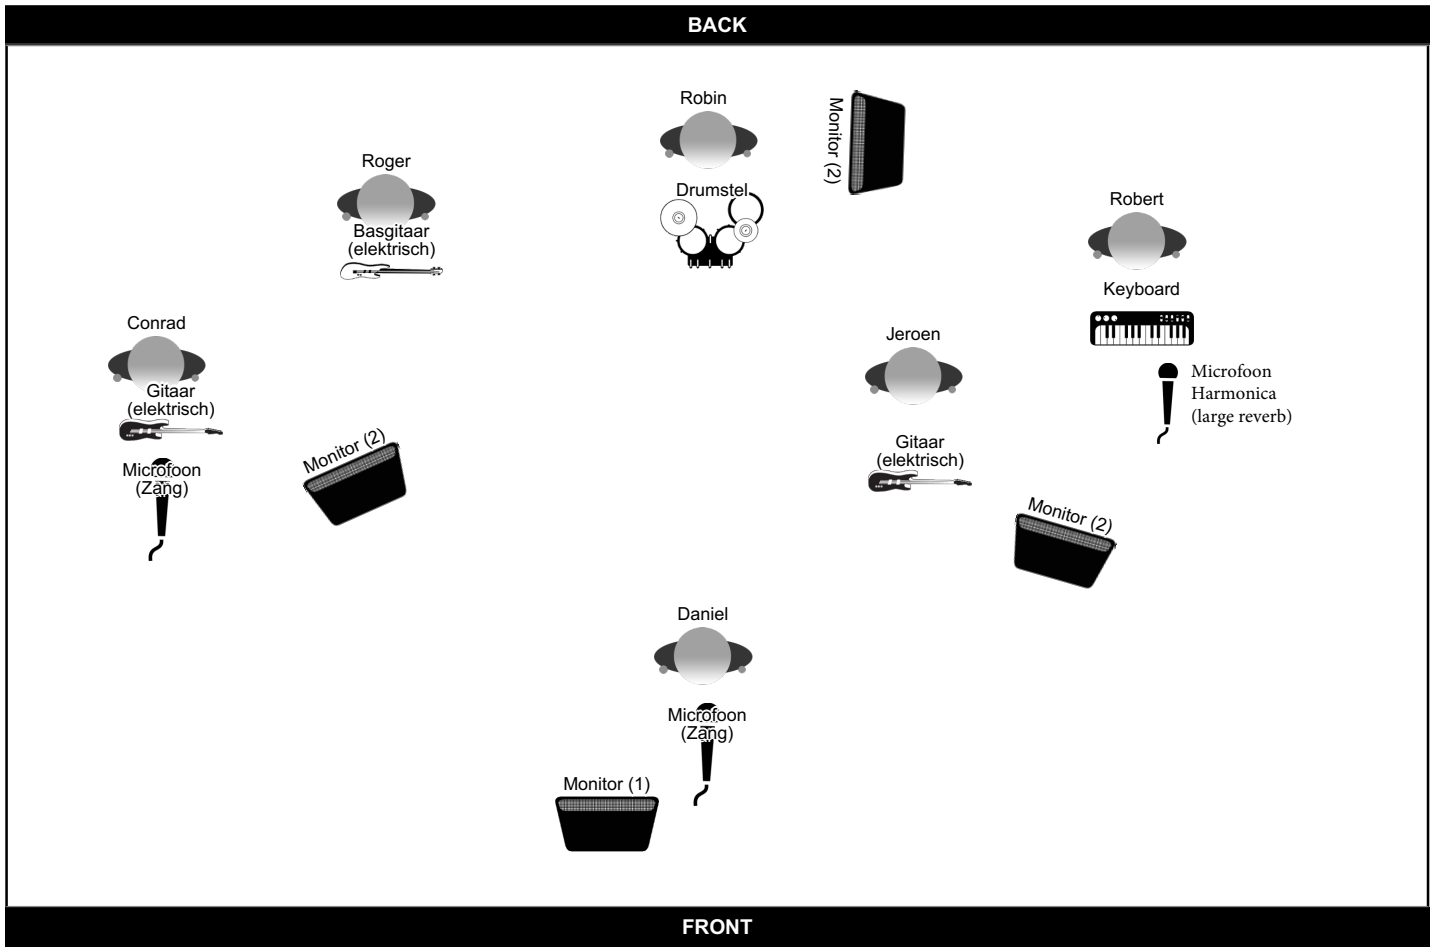 BACK
Robin
Monitor (2)
Roger
Drumstel
Robert
Basgitaar
(elektrisch)
Keyboard
Conrad
Jeroen
Microfoon
Harmonica
(large reverb)
Gitaar
(elektrisch)
Monitor (2)
Gitaar
(elektrisch)
Microfoon
(Zang)
Monitor (2)
Daniel
Microfoon
(Zang)
Monitor (1)
FRONT